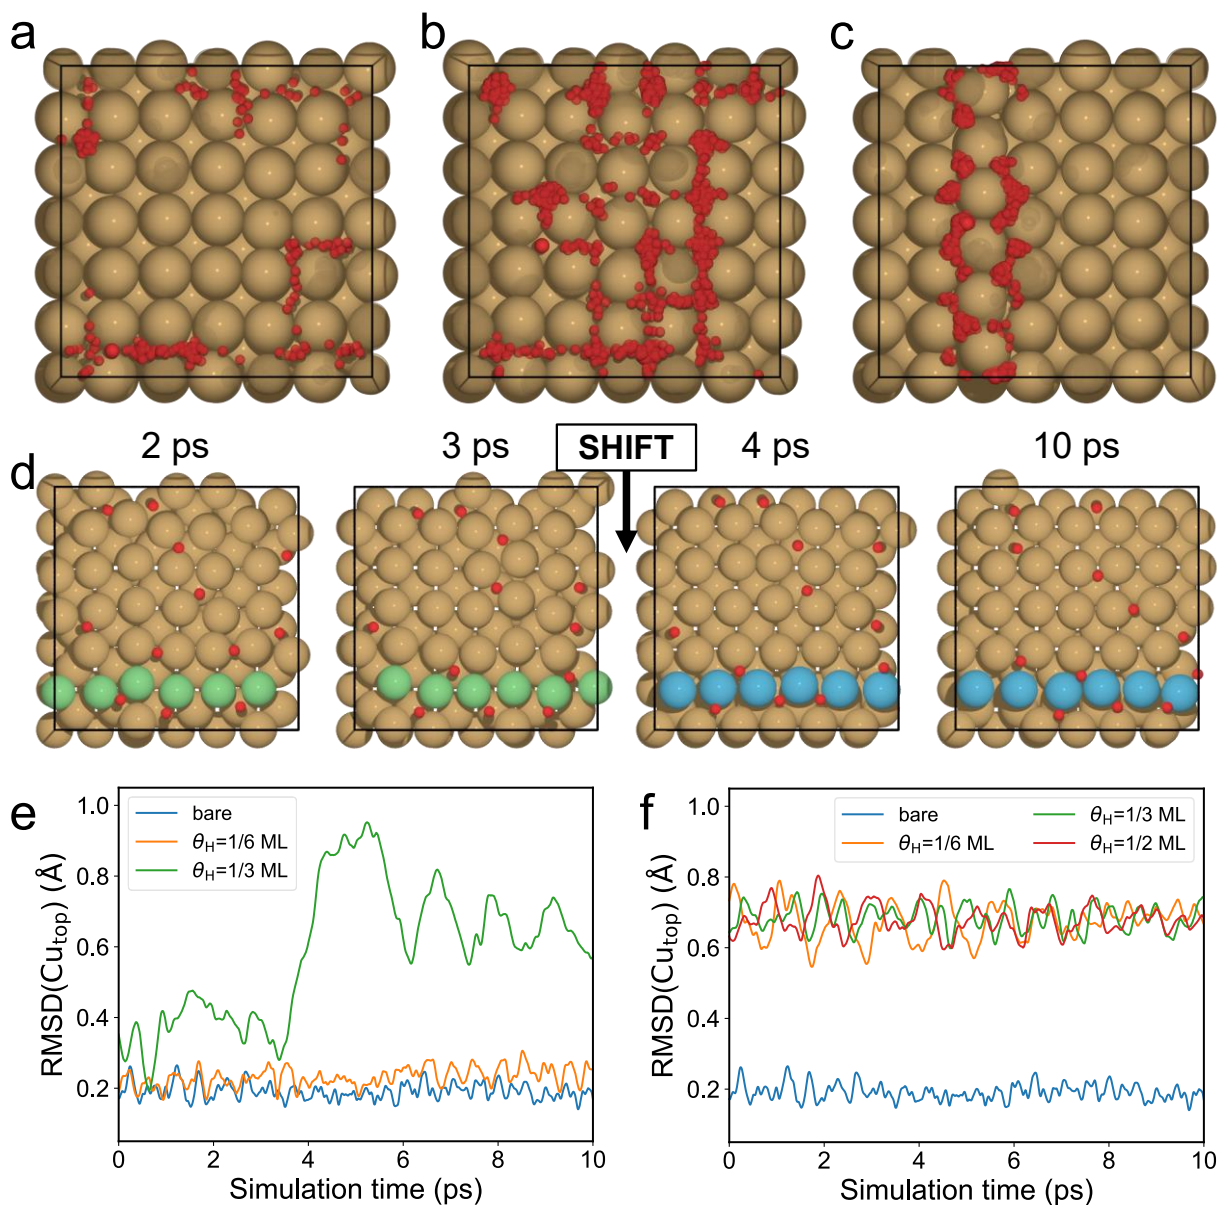 a
b
c
d
2 ps
3 ps
SHIFT
4 ps
10 ps
e
RMSD(Cu_top) (Å)
1.0
0.8
0.6
0.4
0.2
bare
θ_H=1/6 ML
θ_H=1/3 ML
0 2 4 6 8 10
Simulation time (ps)
f
RMSD(Cu_top) (Å)
1.0
0.8
0.6
0.4
0.2
bare
θ_H=1/6 ML
θ_H=1/3 ML
θ_H=1/2 ML
0 2 4 6 8 10
Simulation time (ps)